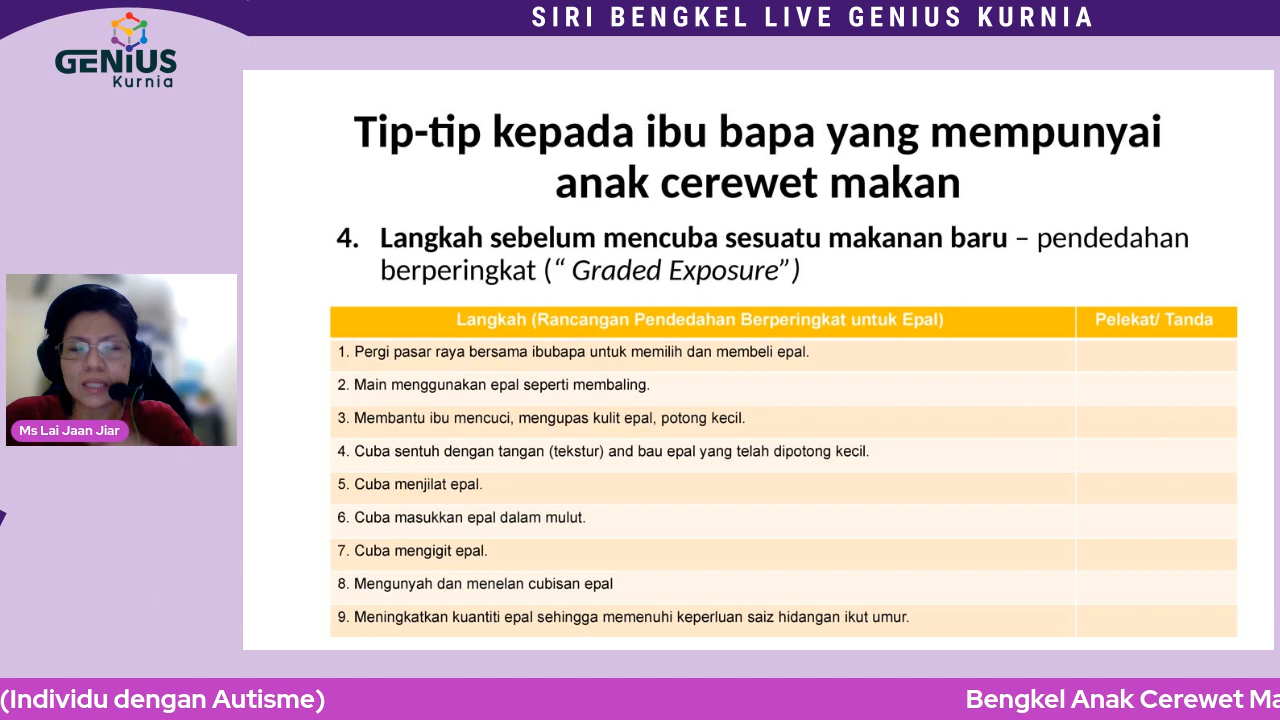 SIRI BENGKEL LIVE GENIUS KURNIA
GENIUS
Kurnia
Tip-tip kepada ibu bapa yang mempunyai
anak cerewet makan
4. Langkah sebelum mencuba sesuatu makanan baru – pendedahan
berperingkat (“ Graded Exposure”)
Langkah (Rancangan Pendedahan Berperingkat untuk Epal) Pelekat/ Tanda
1. Pergi pasar raya bersama ibubapa untuk memilih dan membeli epal.
2. Main menggunakan epal seperti membaling.
3. Membantu ibu mencuci, mengupas kulit epal, potong kecil.
4. Cuba sentuh dengan tangan (tekstur) and bau epal yang telah dipotong kecil.
5. Cuba menjilat epal.
6. Cuba masukkan epal dalam mulut.
7. Cuba mengigit epal.
8. Mengunyah dan menelan cubisan epal
9. Meningkatkan kuantiti epal sehingga memenuhi keperluan saiz hidangan ikut umur.
Ms Lai Jaan Jiar
(Individu dengan Autisme) Bengkel Anak Cerewet Ma